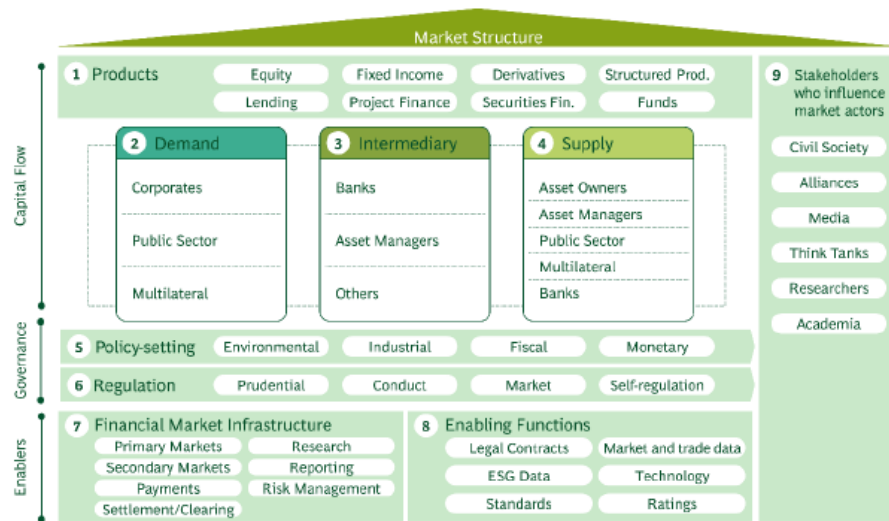 Market Structure
Capital Flow
1 Products
Equity
Fixed Income
Derivatives
Structured Prod.
Lending
Project Finance
Securities Fin.
Funds
2 Demand
Corporates
Public Sector
Multilateral
3 Intermediary
Banks
Asset Managers
Others
4 Supply
Asset Owners
Asset Managers
Public Sector
Multilateral
Banks
Governance
5 Policy-setting
Environmental
Industrial
Fiscal
Monetary
6 Regulation
Prudential
Conduct
Market
Self-regulation
Enablers
7 Financial Market Infrastructure
Primary Markets
Research
Secondary Markets
Reporting
Payments
Risk Management
Settlement/Clearing
8 Enabling Functions
Legal Contracts
Market and trade data
ESG Data
Technology
Standards
Ratings
9 Stakeholders
who influence
market actors
Civil Society
Alliances
Media
Think Tanks
Researchers
Academia